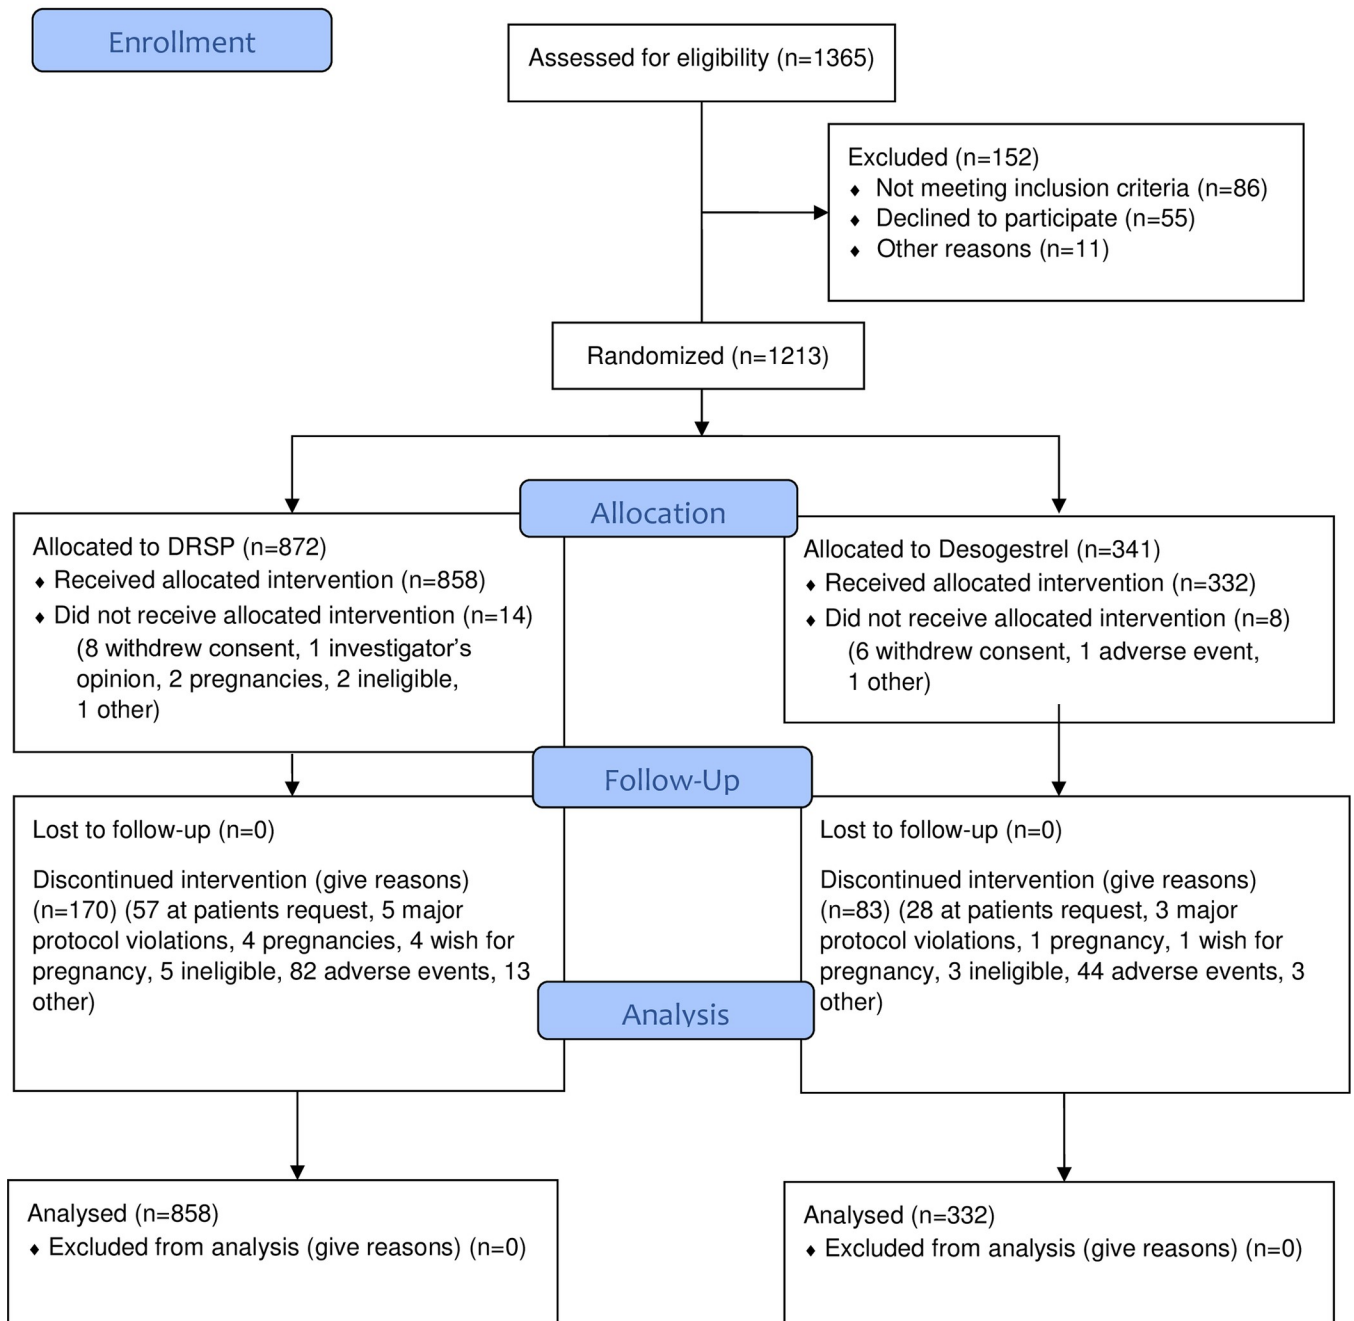 Enrollment
Assessed for eligibility (n=1365)
Excluded (n=152)
♦ Not meeting inclusion criteria (n=86)
♦ Declined to participate (n=55)
♦ Other reasons (n=11)
Randomized (n=1213)
Allocation
Allocated to DRSP (n=872)
♦ Received allocated intervention (n=858)
♦ Did not receive allocated intervention (n=14)
(8 withdrew consent, 1 investigator’s
opinion, 2 pregnancies, 2 ineligible,
1 other)
Allocated to Desogestrel (n=341)
♦ Received allocated intervention (n=332)
♦ Did not receive allocated intervention (n=8)
(6 withdrew consent, 1 adverse event,
1 other)
Follow-Up
Lost to follow-up (n=0)
Discontinued intervention (give reasons)
(n=170) (57 at patients request, 5 major
protocol violations, 4 pregnancies, 4 wish for
pregnancy, 5 ineligible, 82 adverse events, 13
other)
Lost to follow-up (n=0)
Discontinued intervention (give reasons)
(n=83) (28 at patients request, 3 major
protocol violations, 1 pregnancy, 1 wish for
pregnancy, 3 ineligible, 44 adverse events, 3
other)
Analysis
Analysed (n=858)
♦ Excluded from analysis (give reasons) (n=0)
Analysed (n=332)
♦ Excluded from analysis (give reasons) (n=0)